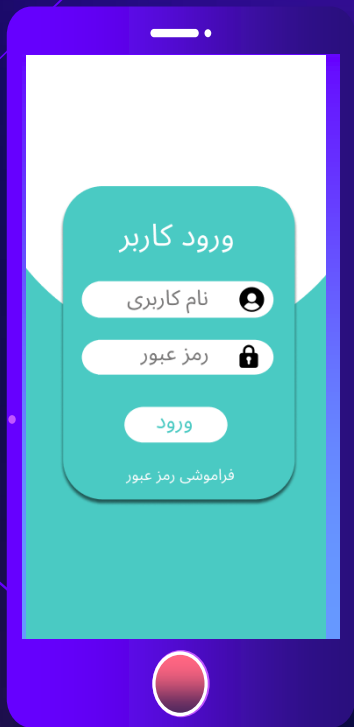 ورود کاربر
نام کاربری
رمز عبور
ورود
فراموشی رمز عبور